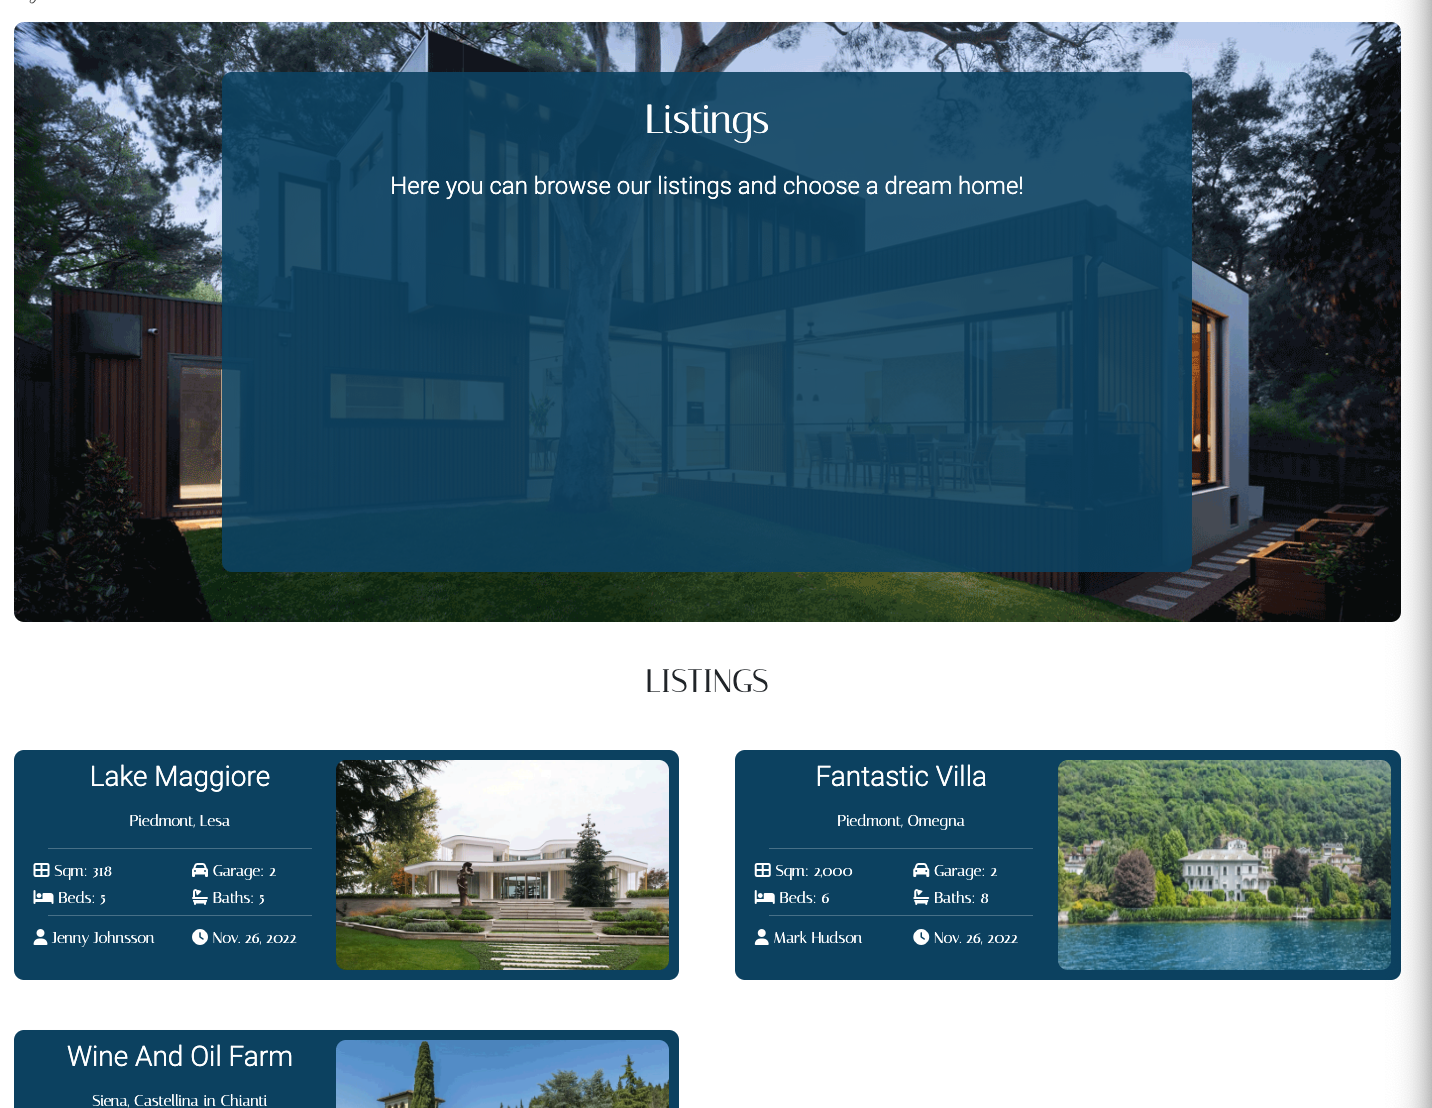 Listings
Here you can browse our listings and choose a dream home!
LISTINGS
Lake Maggiore
Piedmont, Lesa
Sqm: 318 Garage: 2
Beds: 5 Baths: 5
Jenny Johnsson Nov. 26, 2022
Fantastic Villa
Piedmont, Omegna
Sqm: 2,000 Garage: 2
Beds: 6 Baths: 8
Mark Hudson Nov. 26, 2022
Wine And Oil Farm
Siena, Castellina in Chianti